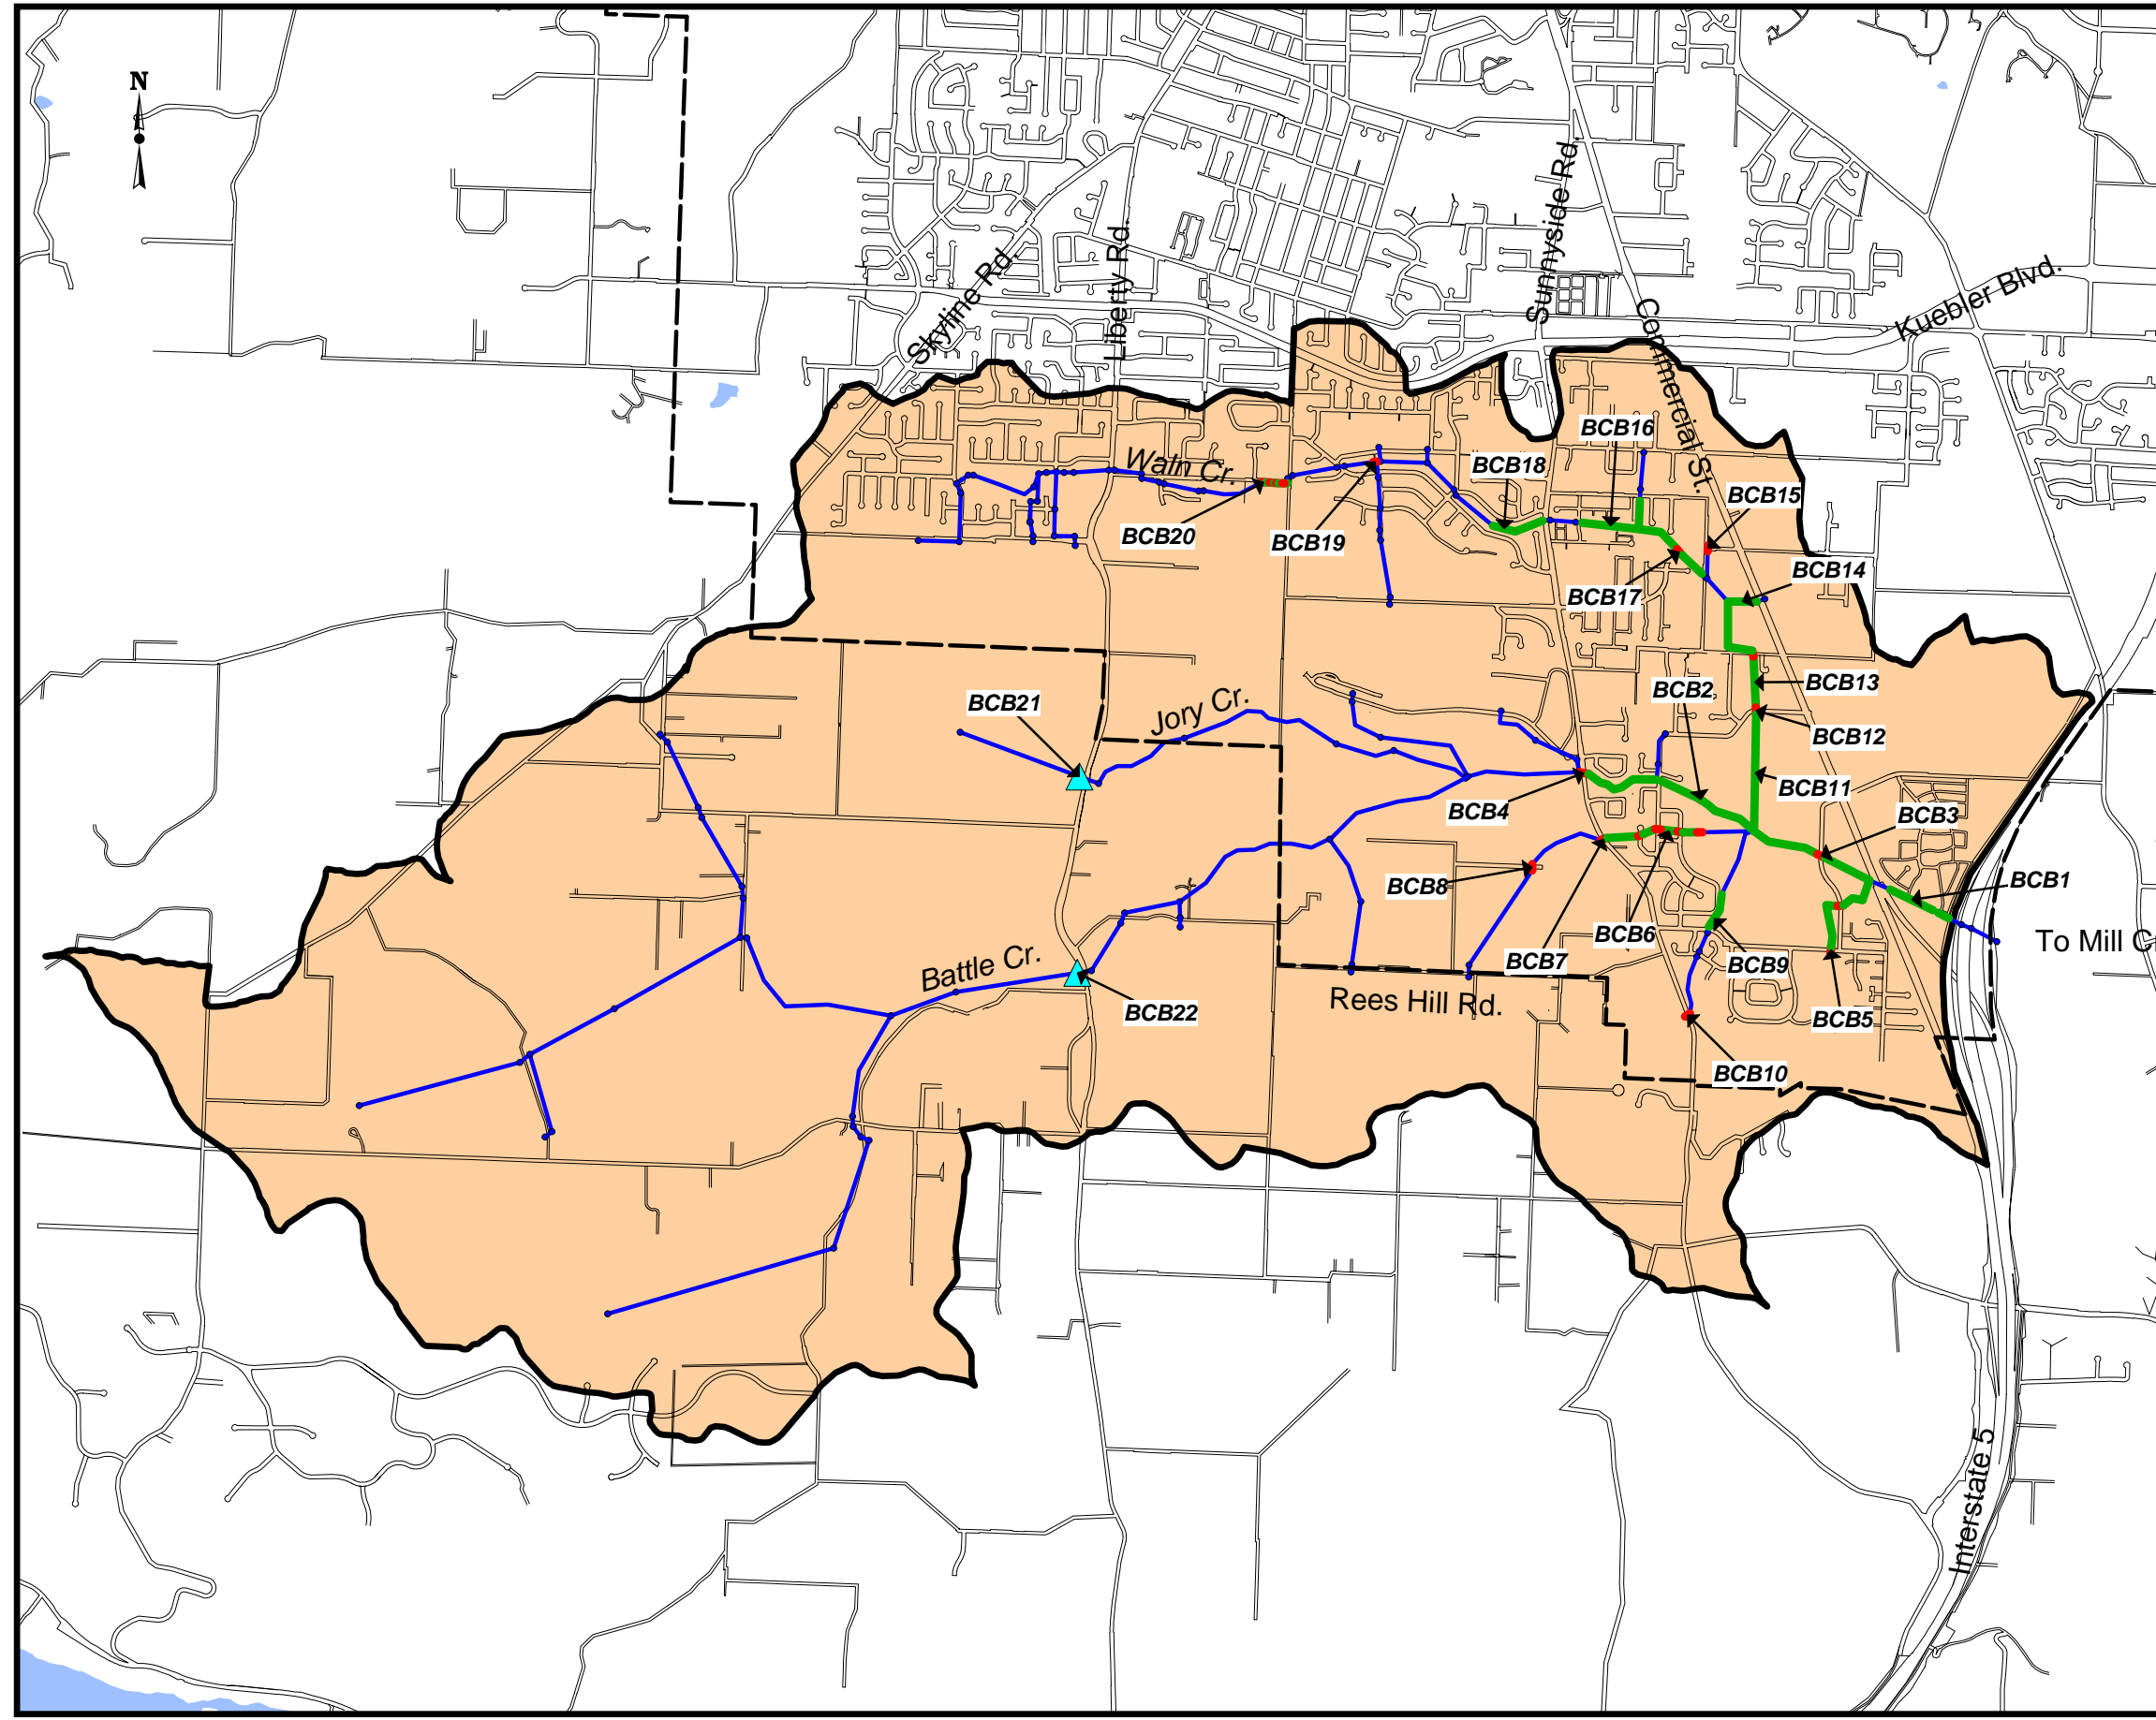 N
Sunnyside Rd.
Skyline Rd.
Liberty Rd.
Commercial St.
Kuebler Blvd.
BCB16
Waln Cr.
BCB18
BCB15
BCB20
BCB19
BCB14
BCB17
BCB13
BCB2
BCB21
Jory Cr.
BCB12
BCB11
BCB4
BCB3
BCB8
BCB1
BCB6
To Mill C
BCB7
BCB9
Battle Cr.
Rees Hill Rd.
BCB22
BCB5
BCB10
Interstate 5